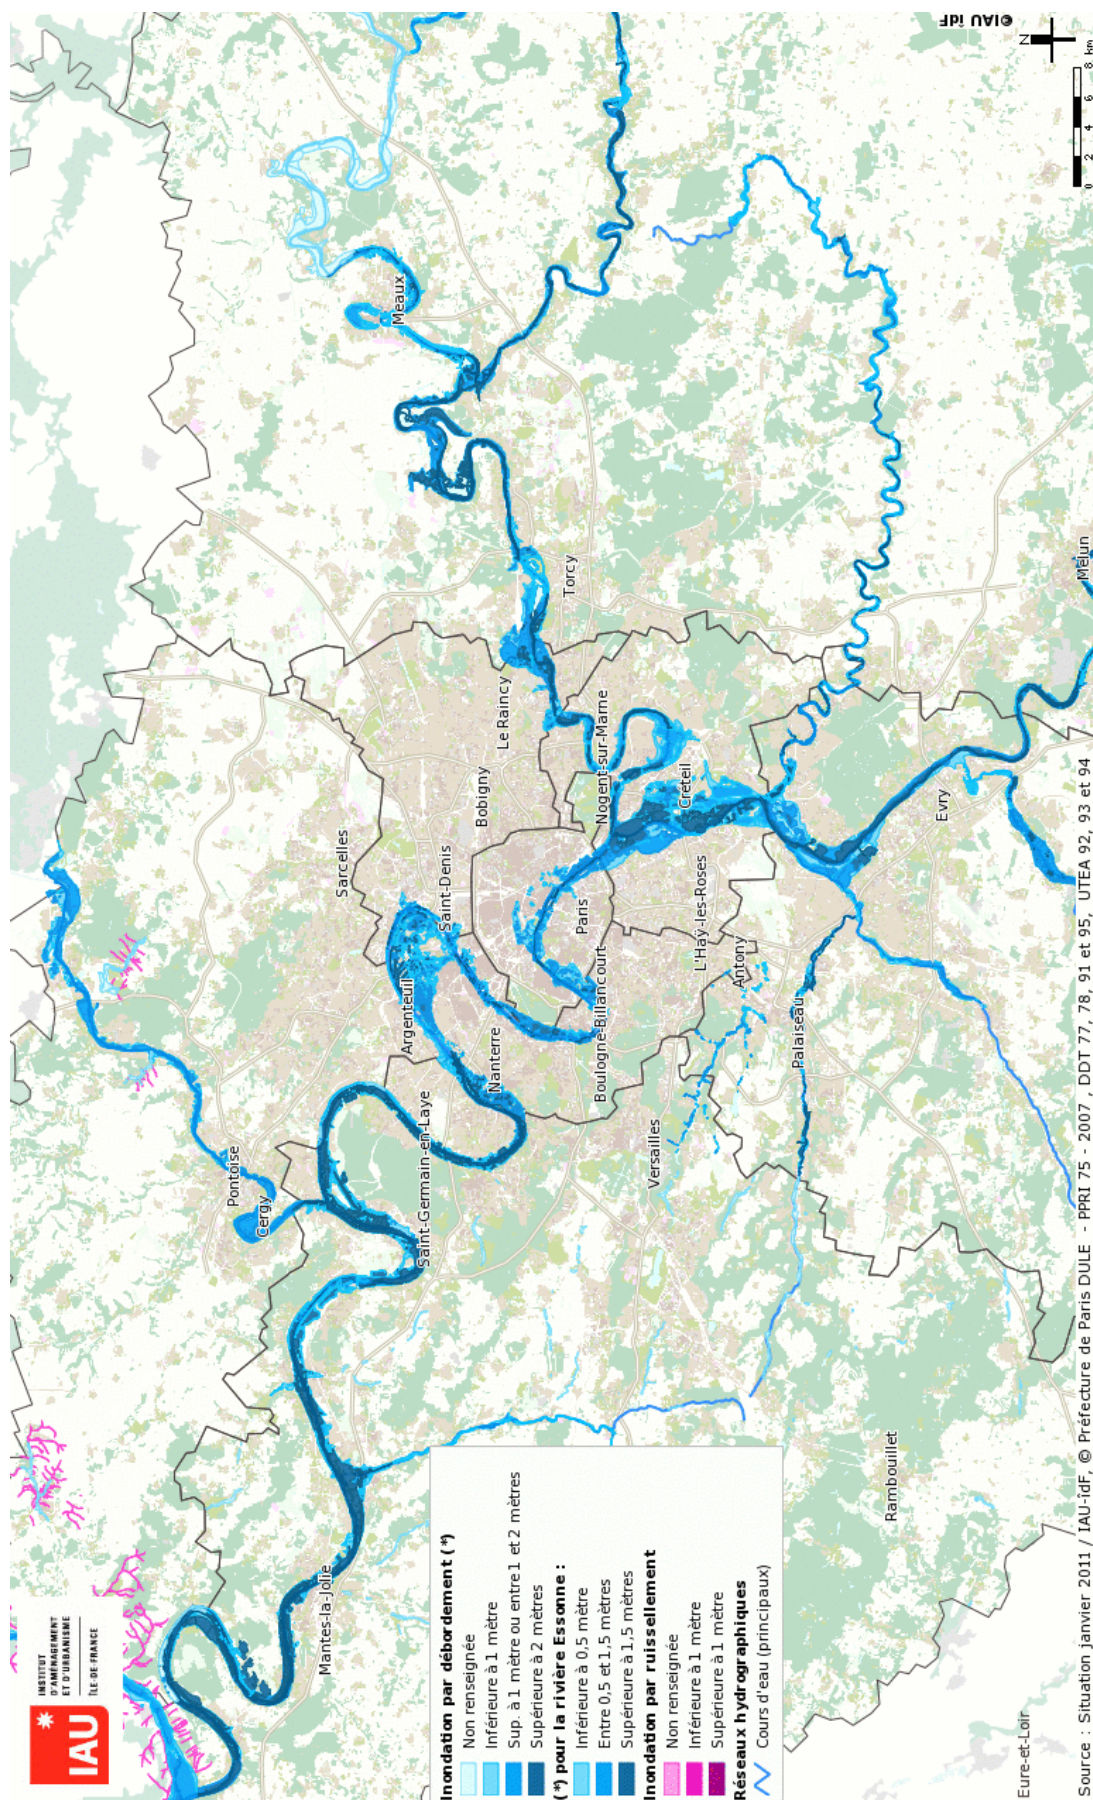 ©IAU îdF
N
0 2 4 6 8 km
IAU
INSTITUT
D'AMÉNAGEMENT
ET D'URBANISME
ÎLE-DE-FRANCE
Meaux
Torcy
Melun
Le Raincy
Nogent-sur-Marne
Bobigny
Créteil
Evry
Sarcelles
Saint-Denis
Paris
L'Haÿ-les-Roses
Antony
Argenteuil
Nanterre
Boulogne-Billancourt
Palaiseau
Versailles
Pontoise
Cergy
Saint-Germain-en-Laye
Mantes-la-Jolie
Rambouillet
Eure-et-Loir
Inondation par débordement (*)
Non renseignée
Inférieure à 1 mètre
Sup. à 1 mètre ou entre 1 et 2 mètres
Supérieure à 2 mètres
(*) pour la rivière Essonne :
Inférieure à 0,5 mètre
Entre 0,5 et 1,5 mètres
Supérieure à 1.5 mètres
Inondation par ruissellement
Non renseignée
Inférieure à 1 mètre
Supérieure à 1 mètre
Réseaux hydrographiques
Cours d'eau (principaux)
Source : Situation janvier 2011 / IAU-îdF, © Préfecture de Paris DULE - PPRI 75 - 2007 , DDT 77, 78, 91 et 95, UTEA 92, 93 et 94